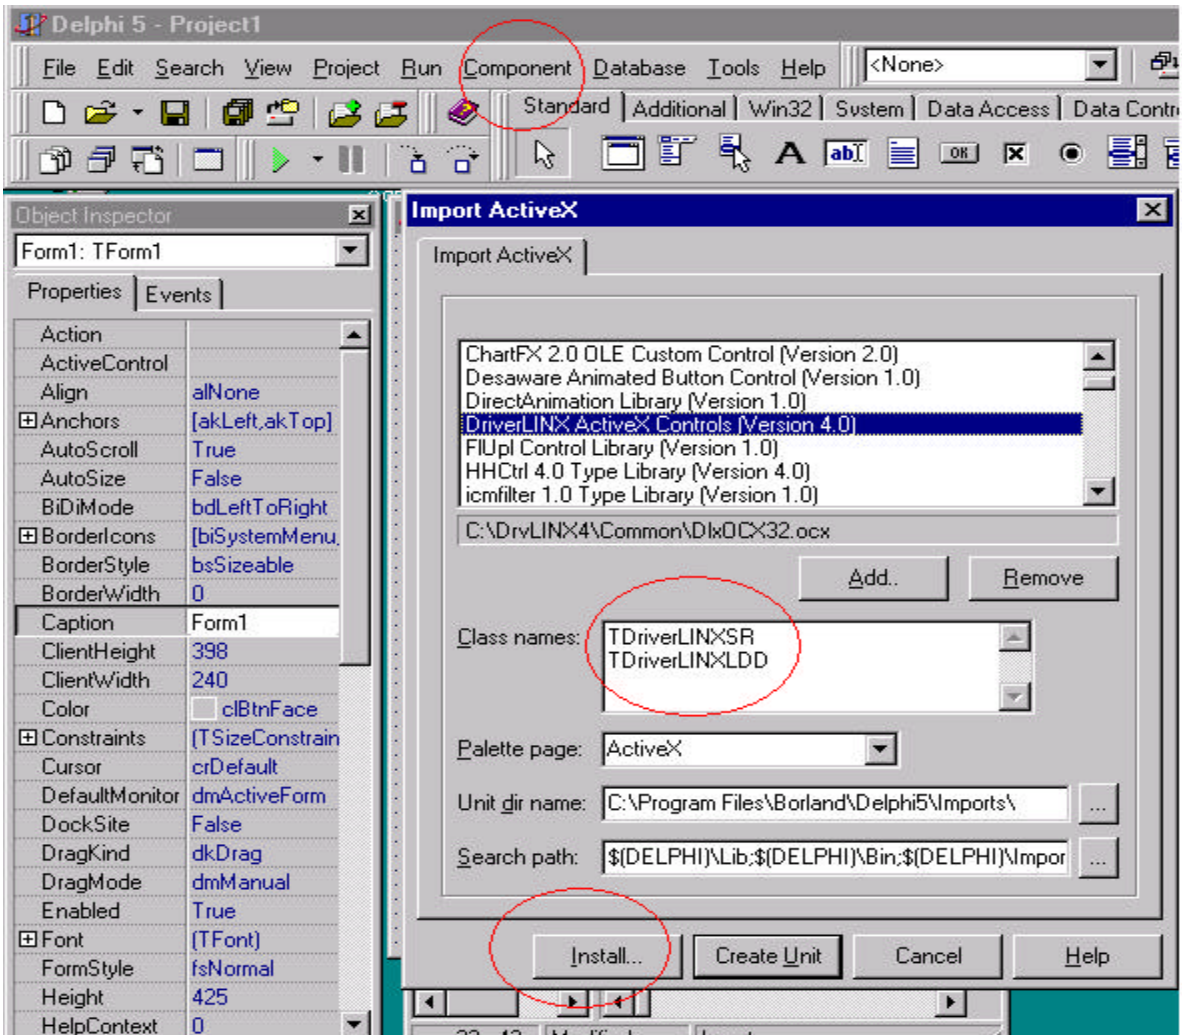 Delphi 5 - Project1
File Edit Search View Project Run Component Database Tools Help <None>
Standard Additional Win32 System Data Access Data Contr
A abI OK
Object Inspector
Form1: TForm1
Properties Events
Action
ActiveControl
Align alNone
Anchors [akLeft,akTop]
AutoScroll True
AutoSize False
BiDiMode bdLeftToRight
BorderIcons [biSystemMenu,
BorderStyle bsSizeable
BorderWidth 0
Caption Form1
ClientHeight 398
ClientWidth 240
Color clBtnFace
Constraints (TSizeConstrain
Cursor crDefault
DefaultMonitor dmActiveForm
DockSite False
DragKind dkDrag
DragMode dmManual
Enabled True
Font (TFont)
FormStyle fsNormal
Height 425
HelpContext 0
Import ActiveX
Import ActiveX
ChartFX 2.0 OLE Custom Control (Version 2.0)
Desaware Animated Button Control (Version 1.0)
DirectAnimation Library (Version 1.0)
DriverLINX ActiveX Controls (Version 4.0)
FlUpl Control Library (Version 1.0)
HHCtrl 4.0 Type Library (Version 4.0)
icmfilter 1.0 Type Library (Version 1.0)
C:\DrvLINX4\Common\DlxOCX32.ocx
Add.. Remove
Class names: TDriverLINXSR
TDriverLINXLDD
Palette page: ActiveX
Unit dir name: C:\Program Files\Borland\Delphi5\Imports\ ...
Search path: $(DELPHI)\Lib;$(DELPHI)\Bin;$(DELPHI)\Impor ...
Install... Create Unit Cancel Help